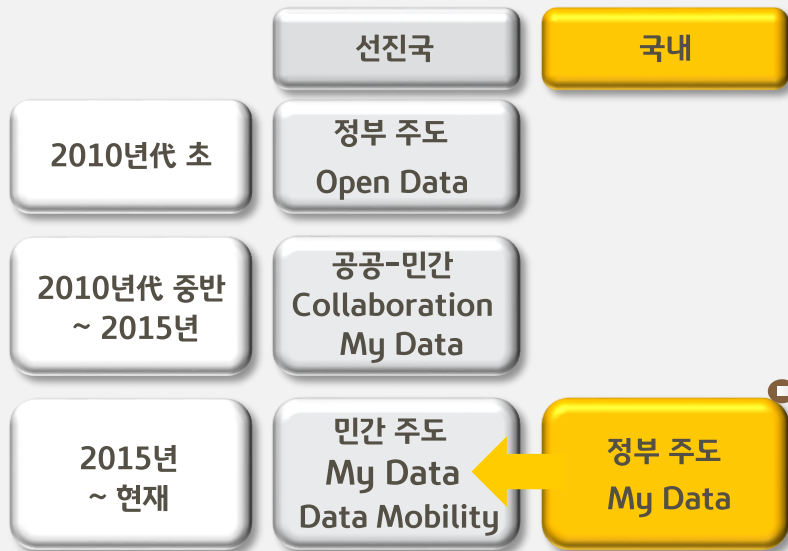 선진국
국내
2010년代 초
정부 주도
Open Data
2010년代 중반
~ 2015년
공공-민간
Collaboration
My Data
2015년
~ 현재
민간 주도
My Data
Data Mobility
정부 주도
My Data